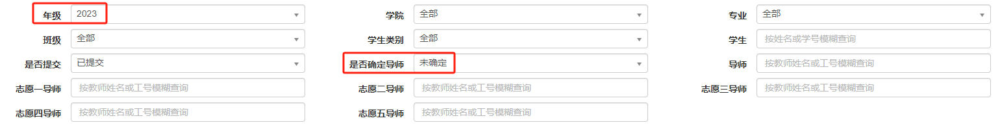 年级 2023 学院 全部 专业 全部
班级 全部 学生类别 全部 学生 按姓名或学号模糊查询
是否提交 已提交 是否确定导师 未确定 导师 按教师姓名或工号模糊查询
志愿一导师 按教师姓名或工号模糊查询 志愿二导师 按教师姓名或工号模糊查询 志愿三导师 按教师姓名或工号模糊查询
志愿四导师 按教师姓名或工号模糊查询 志愿五导师 按教师姓名或工号模糊查询